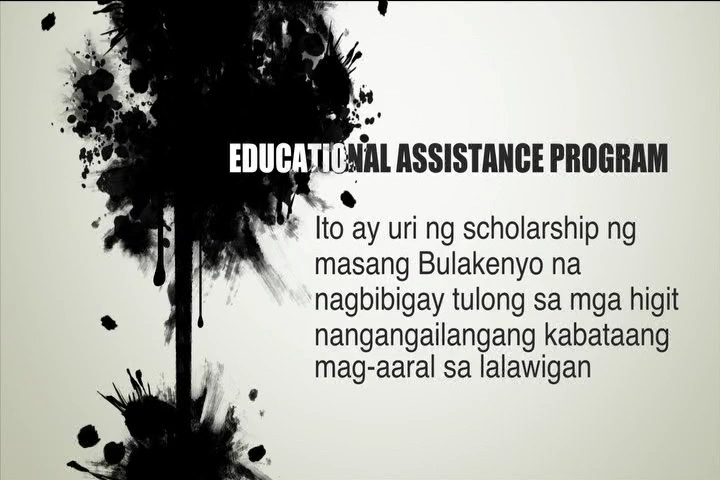 EDUCATIONAL ASSISTANCE PROGRAM
Ito ay uri ng scholarship ng
masang Bulakenyo na
nagbibigay tulong sa mga higit
nangangailangang kabataang
mag-aaral sa lalawigan